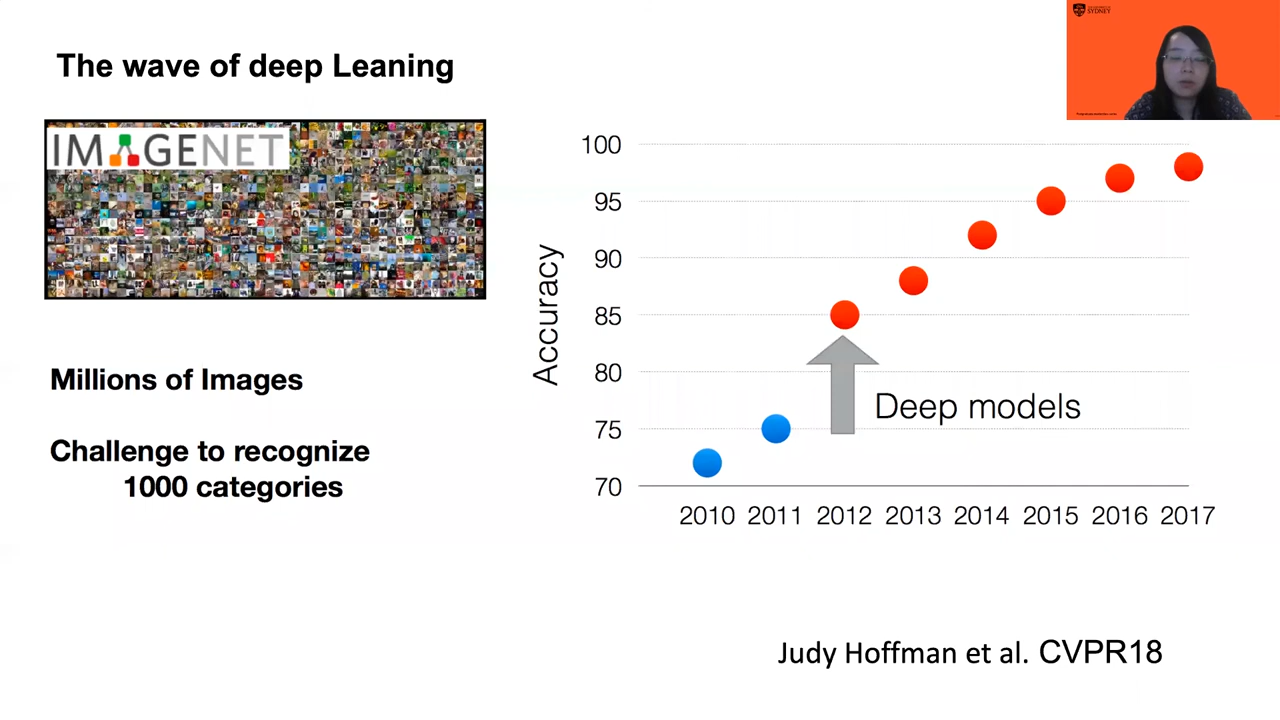 The wave of deep Leaning
IMAGENET
Millions of Images
Challenge to recognize
1000 categories
SYDNEY
Accuracy
100
95
90
85
80
75
70
Deep models
2010 2011 2012 2013 2014 2015 2016 2017
Judy Hoffman et al. CVPR18